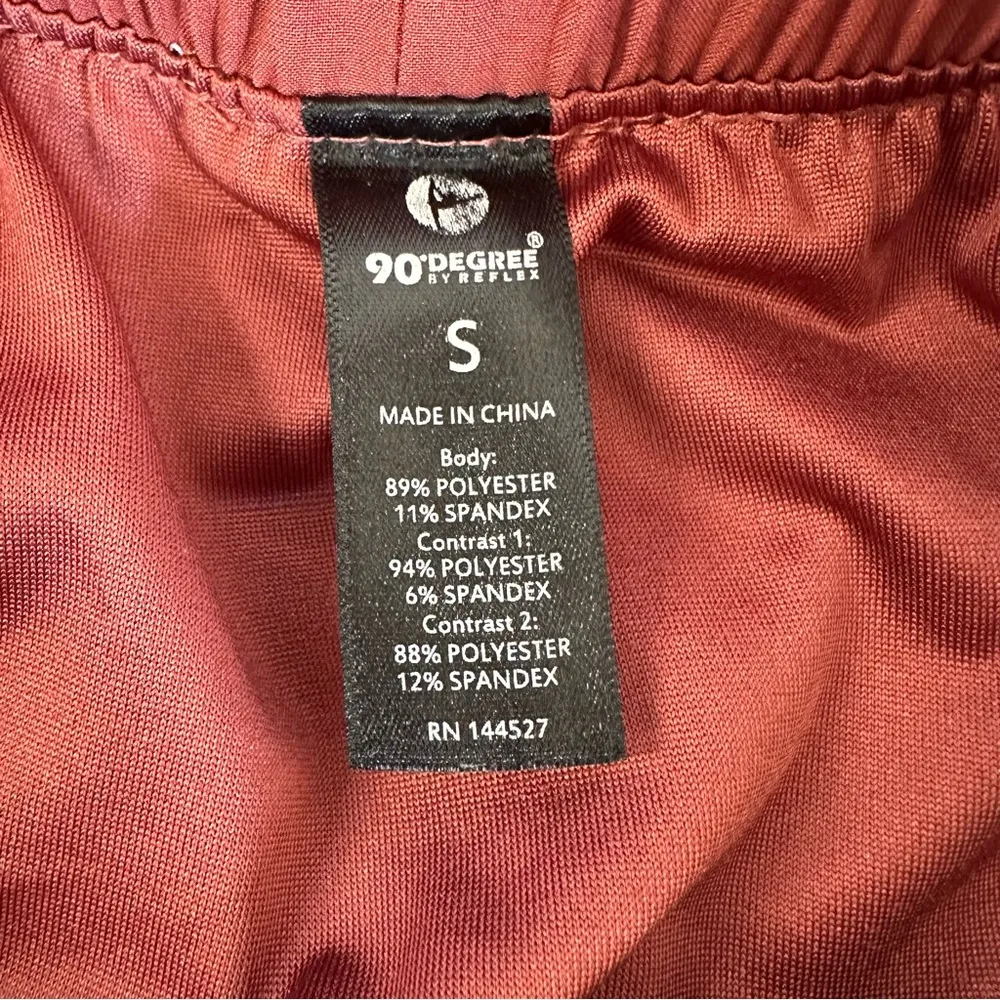 90°DEGREE®
BY REFLEX
S
MADE IN CHINA
Body:
89% POLYESTER
11% SPANDEX
Contrast 1:
94% POLYESTER
6% SPANDEX
Contrast 2:
88% POLYESTER
12% SPANDEX
RN 144527